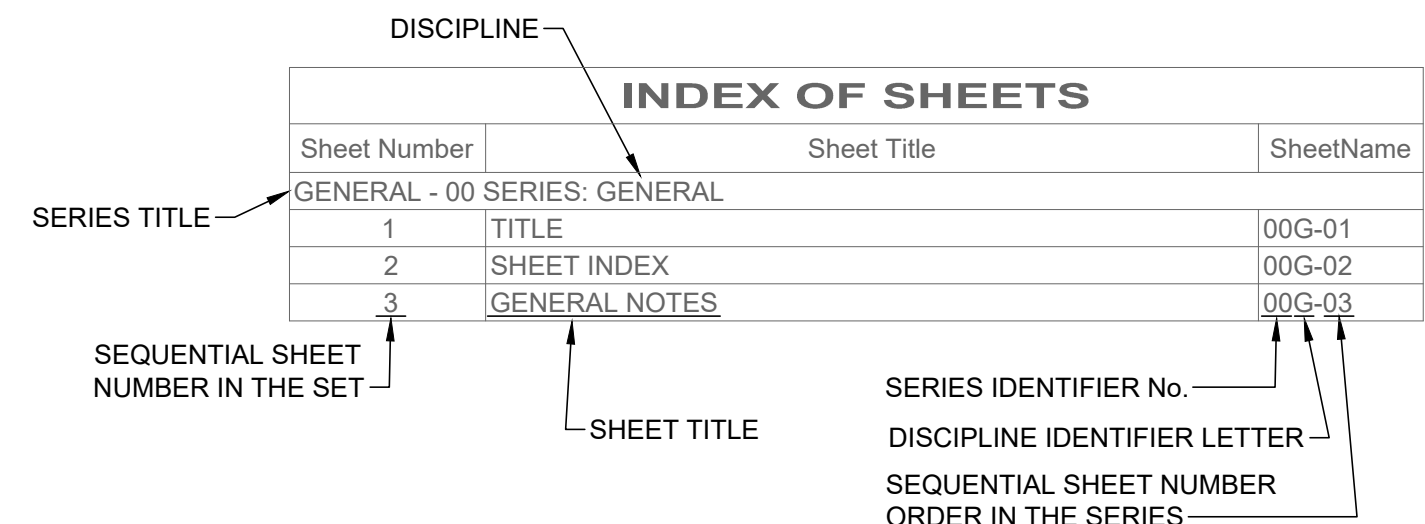 DISCIPLINE
INDEX OF SHEETS
Sheet Number Sheet Title SheetName
GENERAL - 00 SERIES: GENERAL
SERIES TITLE
1 TITLE 00G-01
2 SHEET INDEX 00G-02
3 GENERAL NOTES 00G-03
SEQUENTIAL SHEET
NUMBER IN THE SET
SERIES IDENTIFIER No.
SHEET TITLE
DISCIPLINE IDENTIFIER LETTER
SEQUENTIAL SHEET NUMBER
ORDER IN THE SERIES